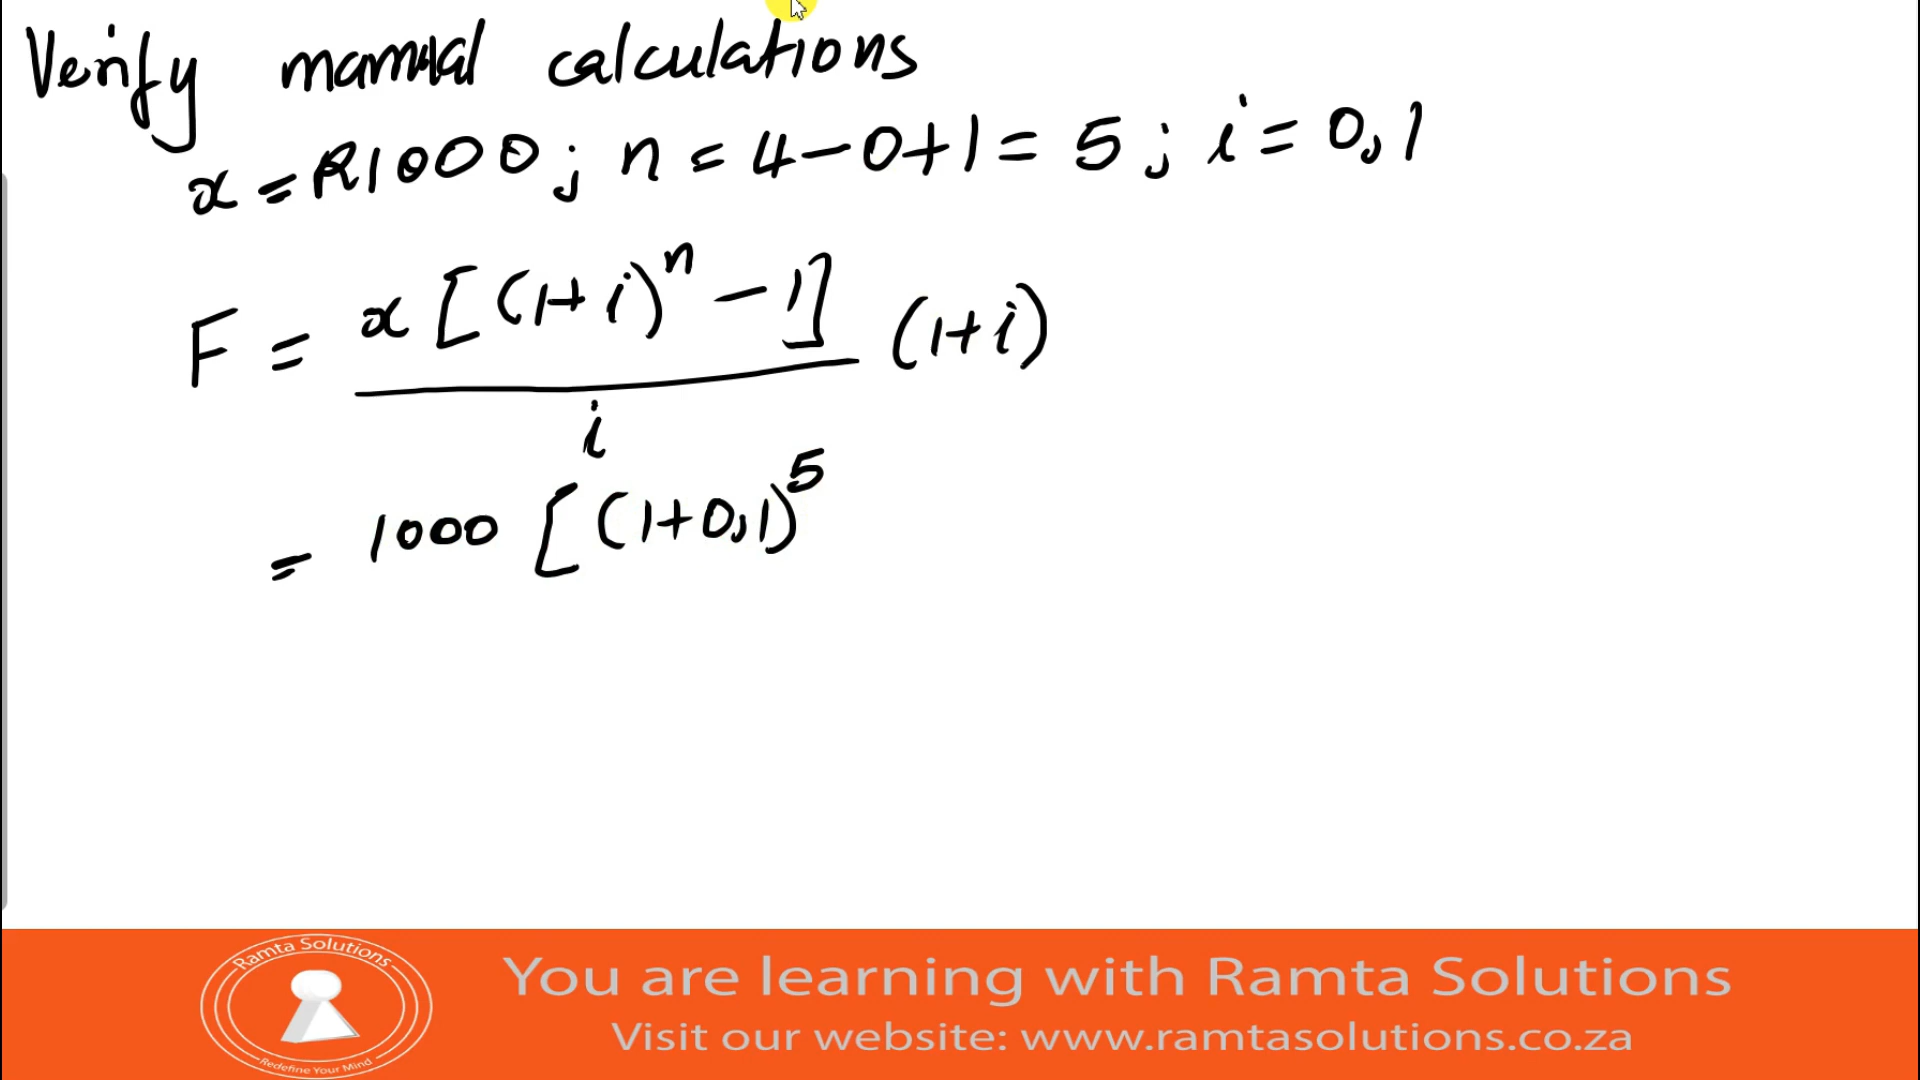 Verify manual calculations
x = R1000; n = 4-0+1 = 5; i = 0,1
F = x[(1+i)^n - 1] / i (1+i)
= 1000 [(1+0,1)^5
Ramta Solutions
Redefine Your Mind
You are learning with Ramta Solutions
Visit our website: www.ramtasolutions.co.za